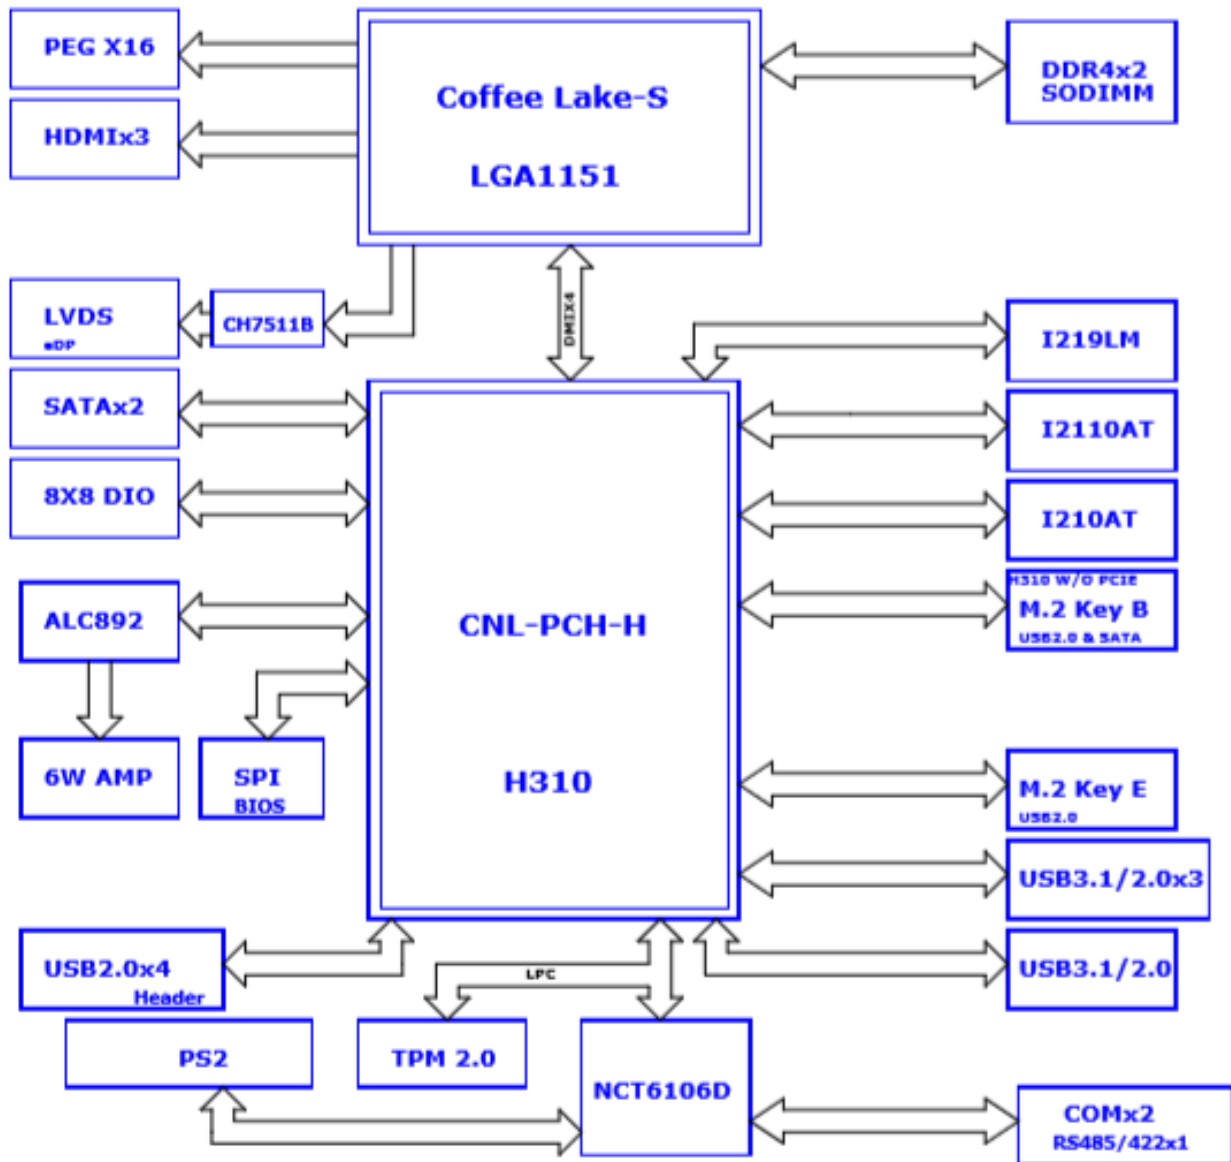 PEG X16
Coffee Lake-S
LGA1151
DDR4x2
SODIMM
HDMIx3
LVDS
eDP
CH7511B
DMIX4
I219LM
SATAx2
I2110AT
8X8 DIO
I210AT
ALC892
CNL-PCH-H
H310 W/O PCIE
M.2 Key B
USB2.0 & SATA
6W AMP
SPI
BIOS
H310
M.2 Key E
USB2.0
USB3.1/2.0x3
USB2.0x4
Header
LPC
USB3.1/2.0
PS2
TPM 2.0
NCT6106D
COMx2
RS485/422x1